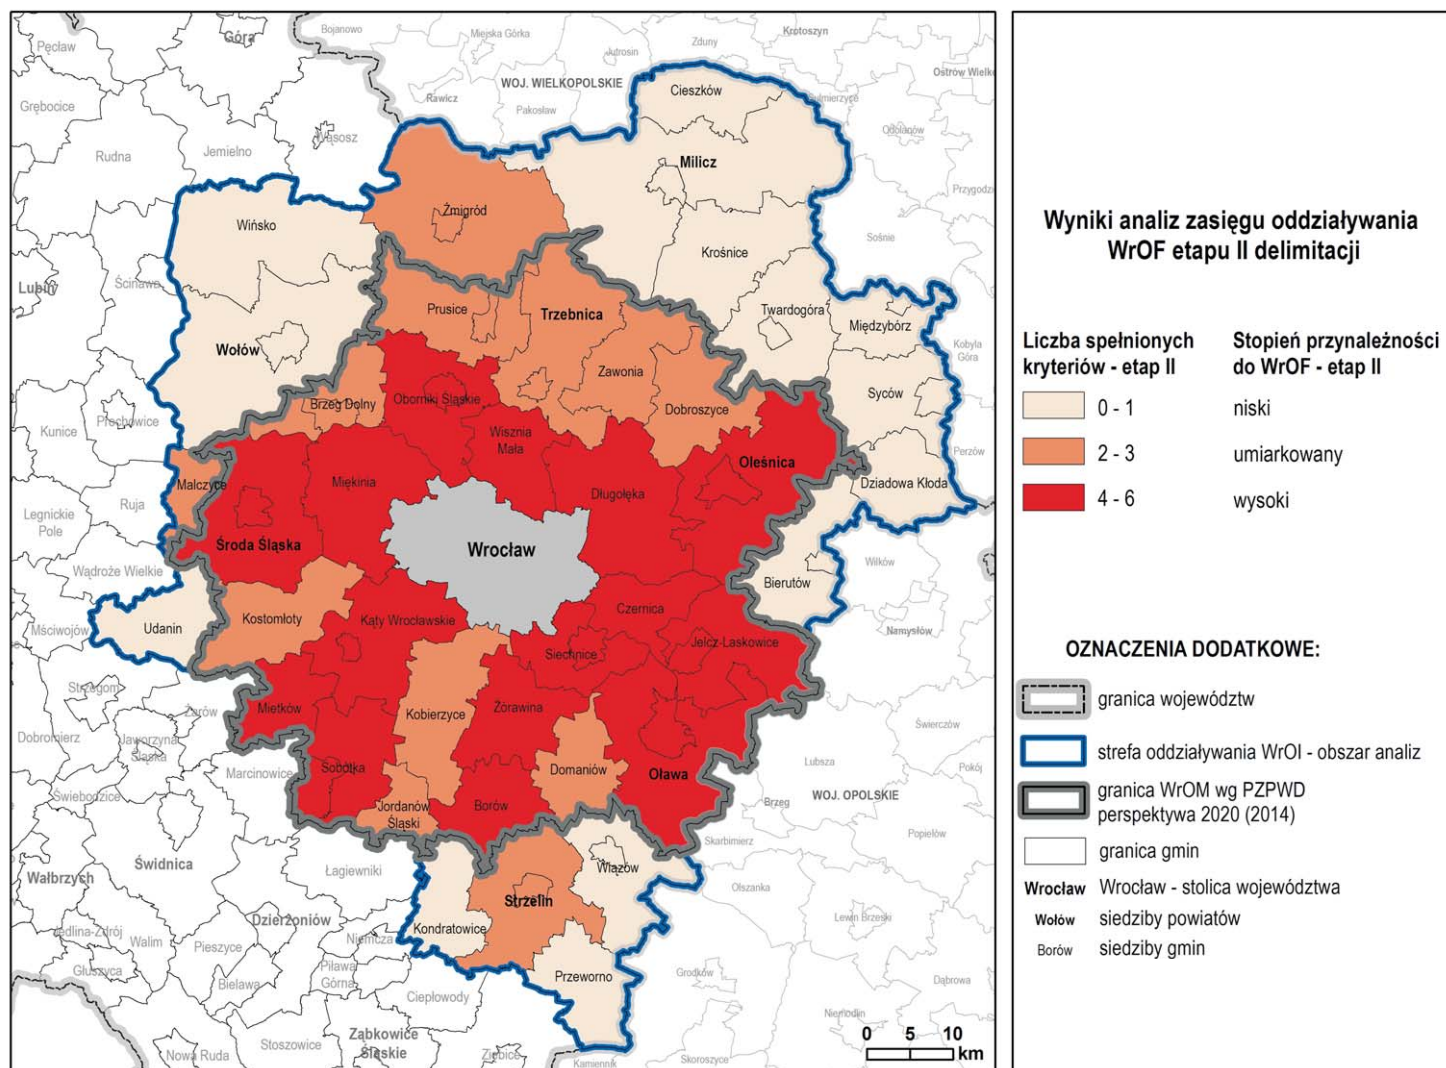 Pęcław
Góra
Bojanowo
Miejska Górka
Zduny
Krotoszyn
Jutrosin
WOJ. WIELKOPOLSKIE
Ostrów Wielko
Grębocice
Rawicz
Pakosław
Cieszków
Wąsosz
Odolanów
Rudna
Jemielno
Milicz
Przygodzi
Żmigród
Wińsko
Sośnie
Krośnice
Ścinawa
Lubin
Prusice
Trzebnica
Twardogóra
Międzybórz
Wołów
Kobyla
Góra
Zawonia
Syców
Brzeg Dolny
Oborniki Śląskie
Dobroszyce
Prochowice
Kunice
Wisznia
Mała
Perzów
Oleśnica
Malczyce
Miękinia
Długołęka
Dziadowa Kłoda
Ruja
Legnickie
Pole
Środa Śląska
Wrocław
Wilków
Wądroże Wielkie
Bierutów
Czernica
Kostomłoty
Kąty Wrocławskie
Mściwojów
Udanin
Namysłów
Jelcz-Laskowice
Siechnice
Strzegom
Mietków
Kobierzyce
Żórawina
Żarów
Świerczów
Dobromierz
Jaworzyna
Śląska
Lubsza
Pokój
Marcinowice
Sobótka
Domaniów
Oława
Świebodzice
WOJ. OPOLSKIE
Brzeg
Jordanów
Śląski
Borów
Skarbimierz
Popielów
Świdnica
Łagiewniki
Wiązów
Wałbrzych
Olszanka
Strzelin
Dzierżoniów
Lewin Brzeski
Kondratowice
Jedlina-Zdrój
Walim
Pieszyce
Niemcza
Głuszyca
Piława
Górna
Przeworno
Grodków
Bielawa
Dąbrowa
Ciepłowody
Niemodlin
Ząbkowice
Śląskie
Stoszowice
Nowa Ruda
Ziębice
Kamiennik
Skoroszyce
0 5 10
km
Wyniki analiz zasięgu oddziaływania
WrOF etapu II delimitacji
Liczba spełnionych Stopień przynależności
kryteriów - etap II do WrOF - etap II
0 - 1 niski
2 - 3 umiarkowany
4 - 6 wysoki
OZNACZENIA DODATKOWE:
granica województw
strefa oddziaływania WrOI - obszar analiz
granica WrOM wg PZPWD
perspektywa 2020 (2014)
granica gmin
Wrocław Wrocław - stolica województwa
Wołów siedziby powiatów
Borów siedziby gmin